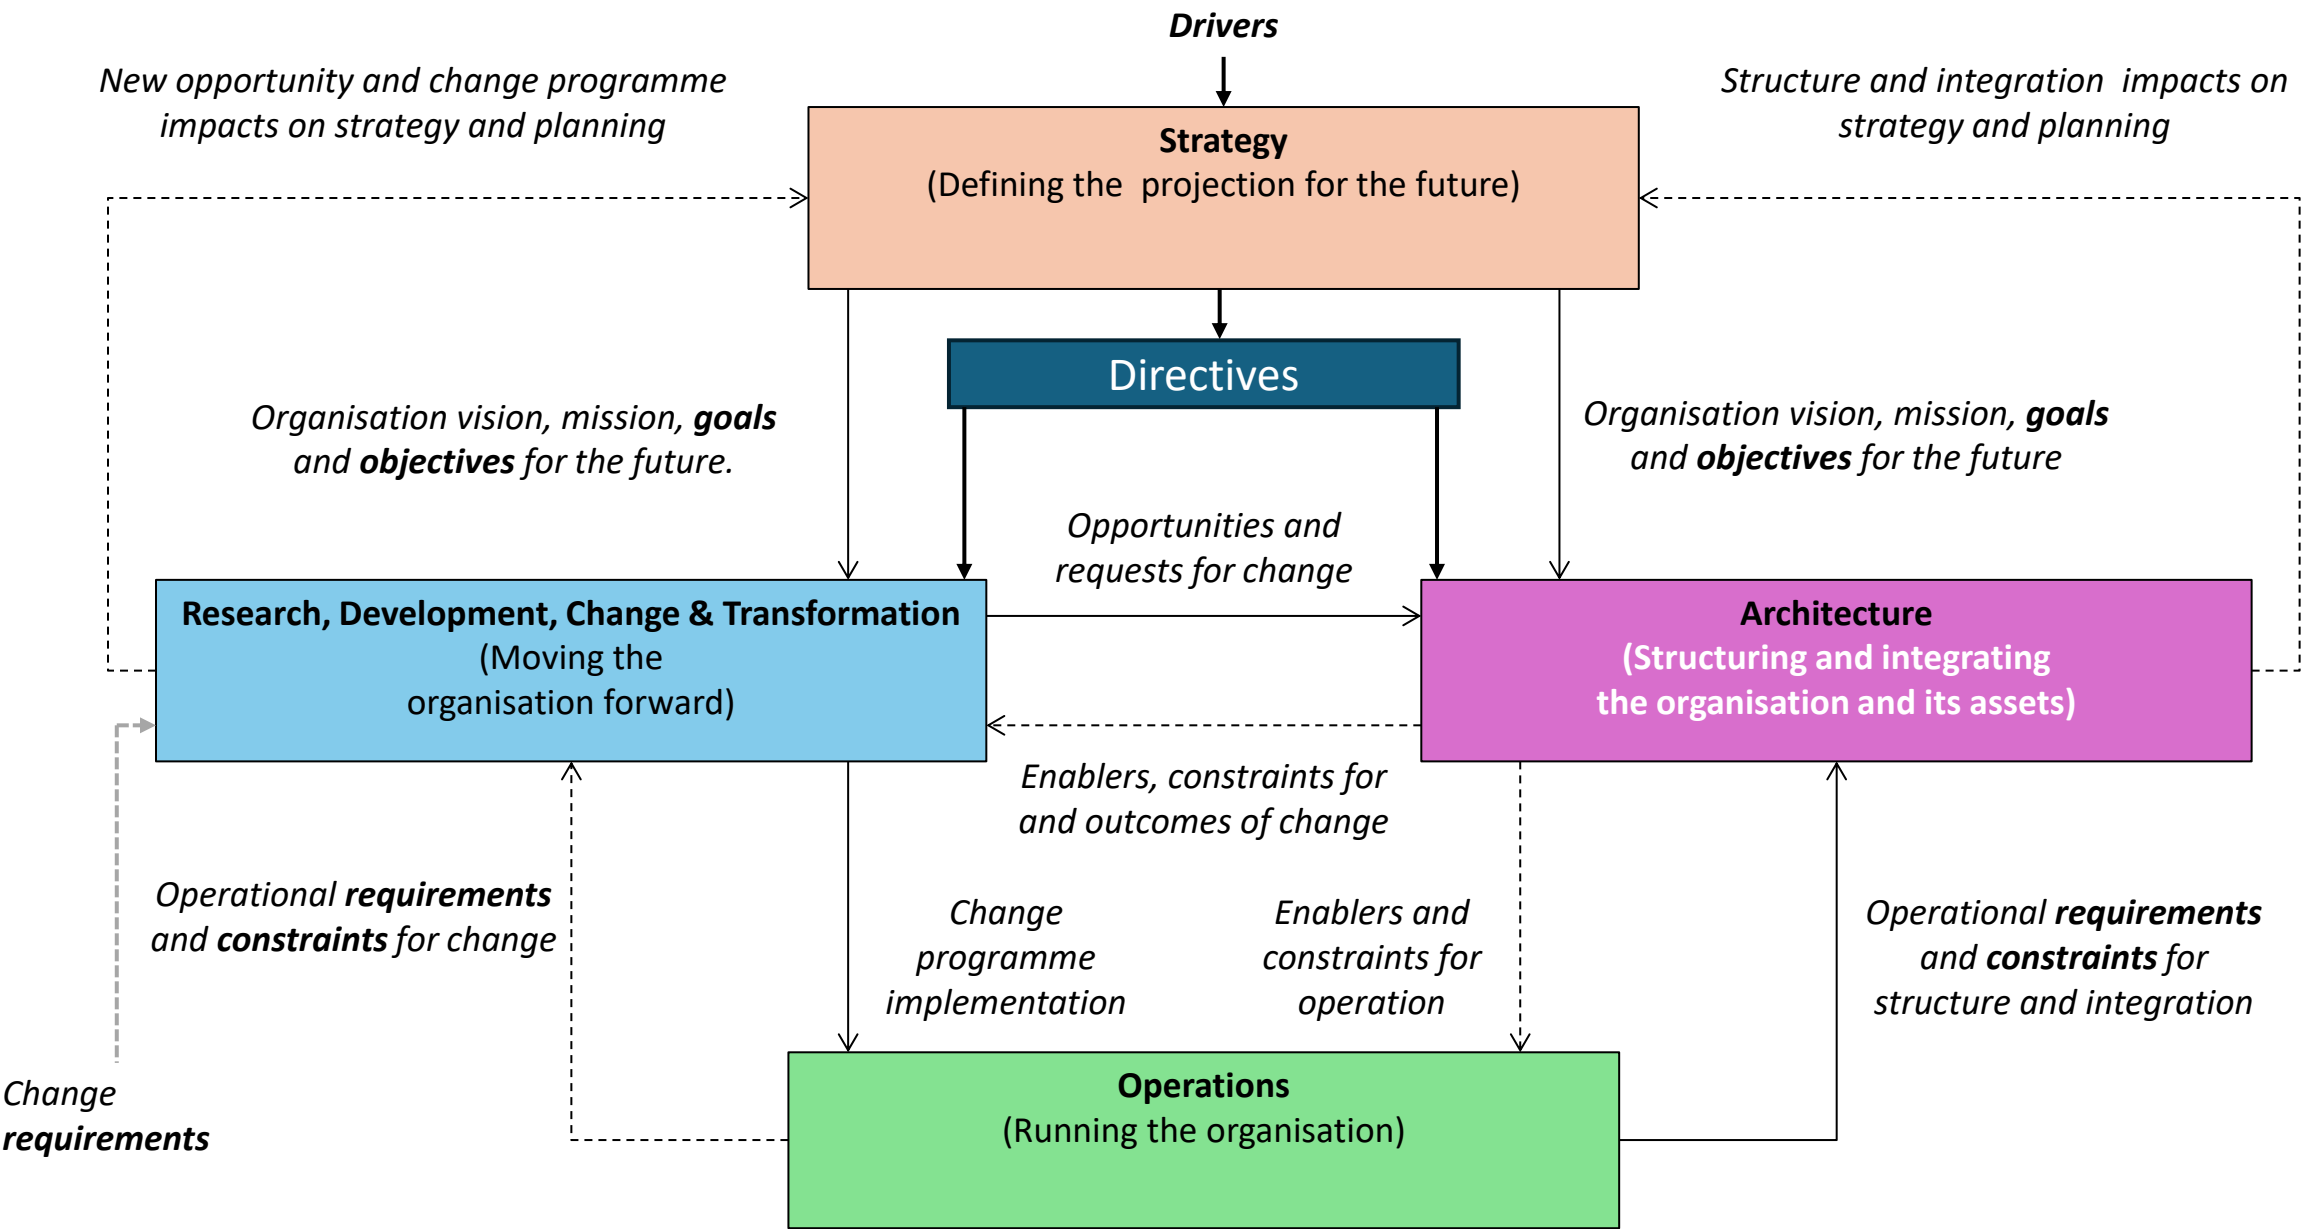 Drivers
New opportunity and change programme
impacts on strategy and planning
Structure and integration  impacts on
strategy and planning
Strategy
(Defining the  projection for the future)
Directives
Organisation vision, mission, goals
and objectives for the future.
Organisation vision, mission, goals
and objectives for the future
Opportunities and
requests for change
Research, Development, Change & Transformation
(Moving the
organisation forward)
Architecture
(Structuring and integrating
the organisation and its assets)
Enablers, constraints for
and outcomes of change
Operational requirements
and constraints for change
Change
programme
implementation
Enablers and
constraints for
operation
Operational requirements
and constraints for
structure and integration
Change
requirements
Operations
(Running the organisation)